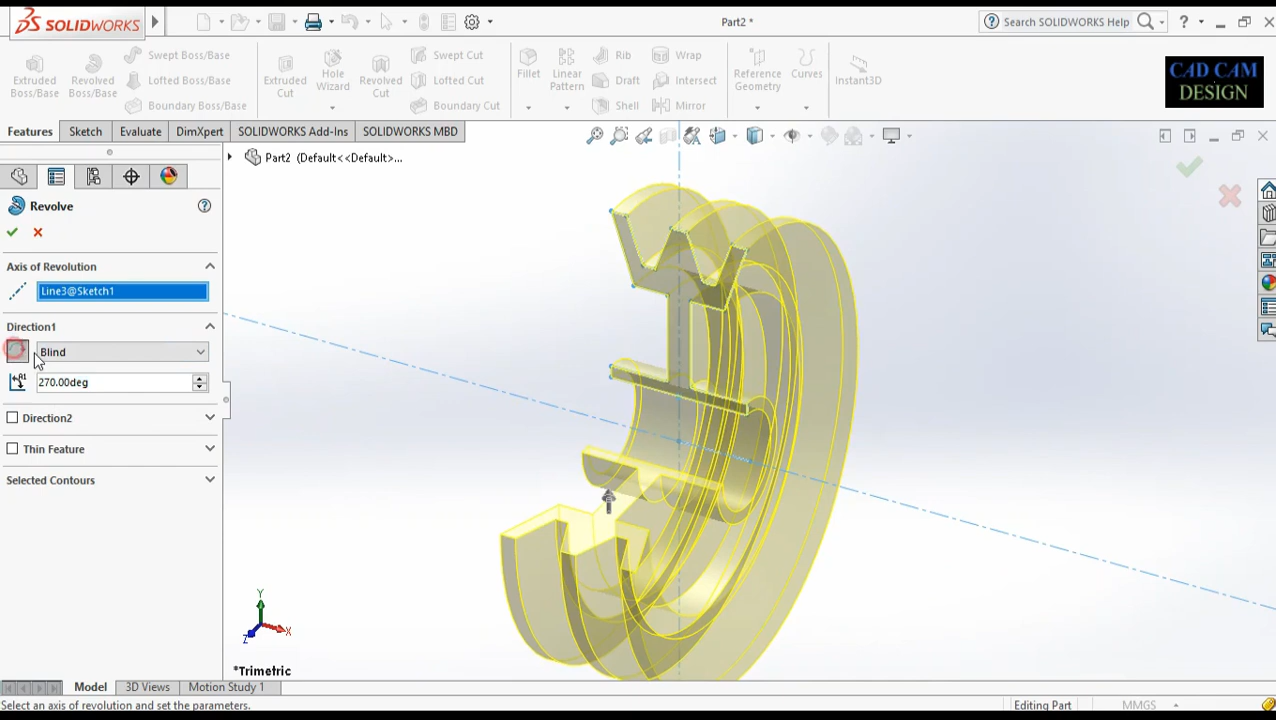 SOLIDWORKS
Part2 *
Search SOLIDWORKS Help
?
Extruded Boss/Base
Revolved Boss/Base
Swept Boss/Base
Lofted Boss/Base
Boundary Boss/Base
Extruded Cut
Hole Wizard
Revolved Cut
Swept Cut
Lofted Cut
Boundary Cut
Fillet
Linear Pattern
Rib
Draft
Shell
Wrap
Intersect
Mirror
Reference Geometry
Curves
Instant3D
CAD CAM
DESIGN
Features
Sketch
Evaluate
DimXpert
SOLIDWORKS Add-Ins
SOLIDWORKS MBD
Part2 (Default<<Default>...
Revolve
Axis of Revolution
Line3@Sketch1
Direction1
Blind
270.00deg
Direction2
Thin Feature
Selected Contours
Y
X
Z
*Trimetric
Model
3D Views
Motion Study 1
Select an axis of revolution and set the parameters.
Editing Part
MMGS